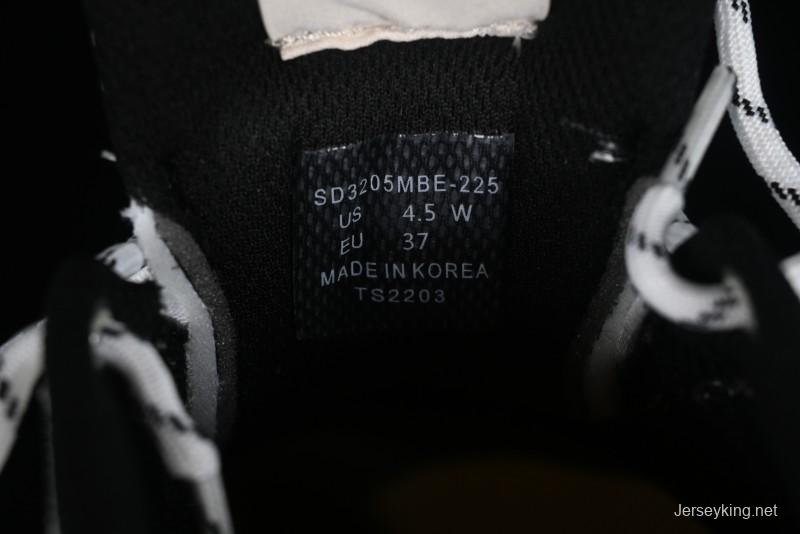 SD3205MBE-225
US 4.5 W
EU 37
MADE IN KOREA
TS2203
Jerseyking.net